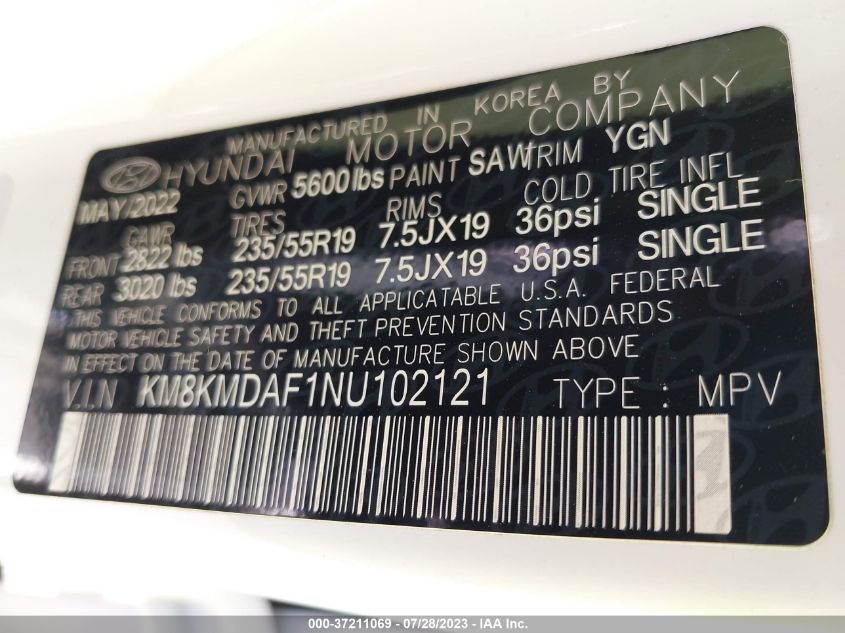 MANUFACTURED IN KOREA BY
HYUNDAI MOTOR COMPANY
MAY/2022 GVWR 5600lbs PAINT SAW TRIM YGN
GAWR TIRES RIMS COLD TIRE INFL
FRONT 2822 lbs 235/55R19 7.5JX19 36psi SINGLE
REAR 3020 lbs 235/55R19 7.5JX19 36psi SINGLE
THIS VEHICLE CONFORMS TO ALL APPLICATABLE U.S.A. FEDERAL
MOTOR VEHICLE SAFETY AND THEFT PREVENTION STANDARDS
IN EFFECT ON THE DATE OF MANUFACTURE SHOWN ABOVE
V.I.N KM8KMDAF1NU102121 TYPE : MPV
000-37211069 / 07/28/2023 - IAA Inc.